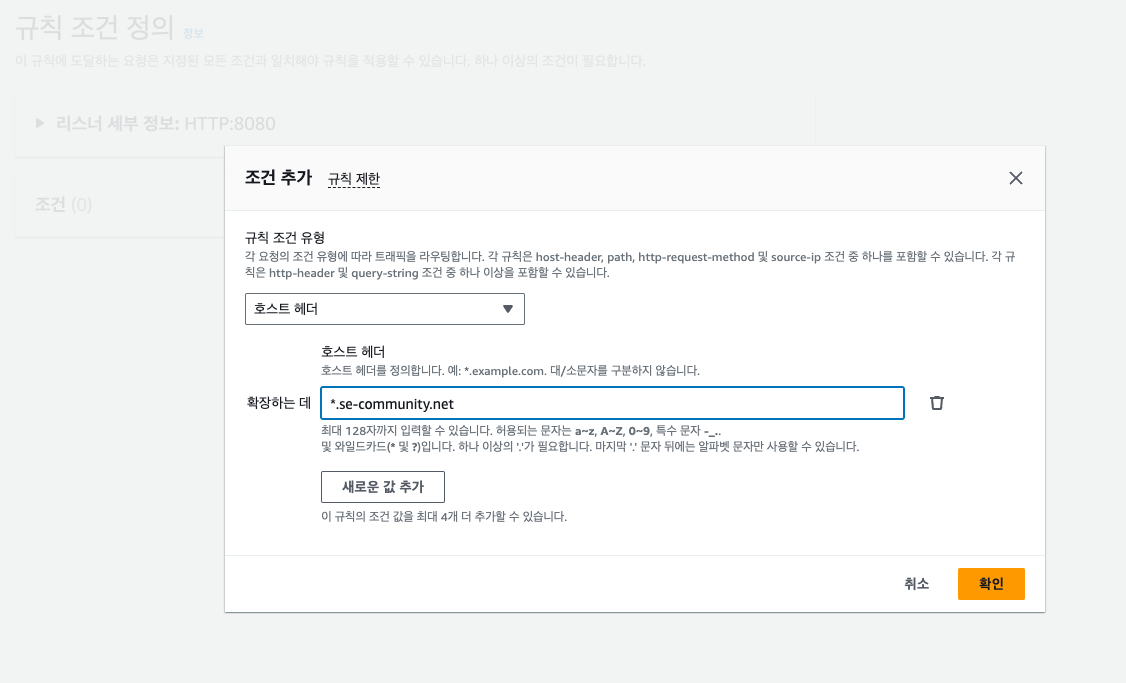 규칙 조건 정의 정보
이 규칙에 도달하는 요청은 지정된 모든 조건과 일치해야 규칙을 적용할 수 있습니다. 하나 이상의 조건이 필요합니다.
▶ 리스너 세부 정보: HTTP:8080
조건 (0)
조건 추가 규칙 제한
규칙 조건 유형
각 요청의 조건 유형에 따라 트래픽을 라우팅합니다. 각 규칙은 host-header, path, http-request-method 및 source-ip 조건 중 하나를 포함할 수 있습니다. 각 규
칙은 http-header 및 query-string 조건 중 하나 이상을 포함할 수 있습니다.
호스트 헤더
호스트 헤더
호스트 헤더를 정의합니다. 예: *.example.com. 대/소문자를 구분하지 않습니다.
확장하는 데 *.se-community.net
최대 128자까지 입력할 수 있습니다. 허용되는 문자는 a~z, A~Z, 0~9, 특수 문자 -_..
및 와일드카드(* 및 ?)입니다. 하나 이상의 '.'가 필요합니다. 마지막 '.' 문자 뒤에는 알파벳 문자만 사용할 수 있습니다.
새로운 값 추가
이 규칙의 조건 값을 최대 4개 더 추가할 수 있습니다.
취소 확인